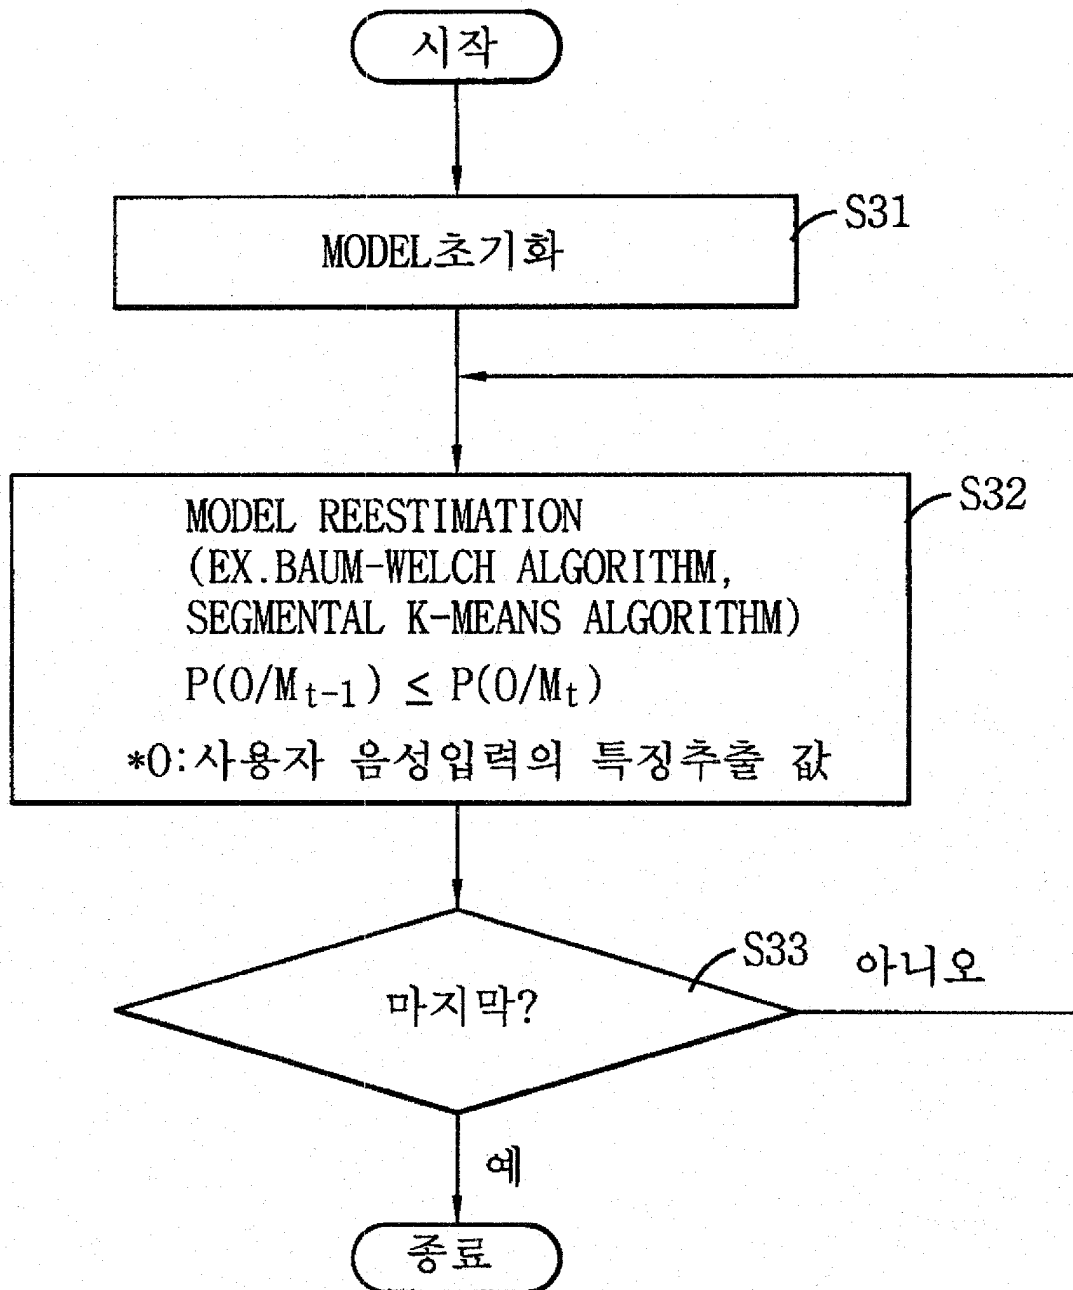 시작
MODEL초기화
S31
MODEL REESTIMATION
(EX.BAUM-WELCH ALGORITHM,
SEGMENTAL K-MEANS ALGORITHM)
P(O/M t-1) ≤ P(O/M t)
*O:사용자 음성입력의 특징추출 값
S32
마지막?
S33
아니오
예
종료